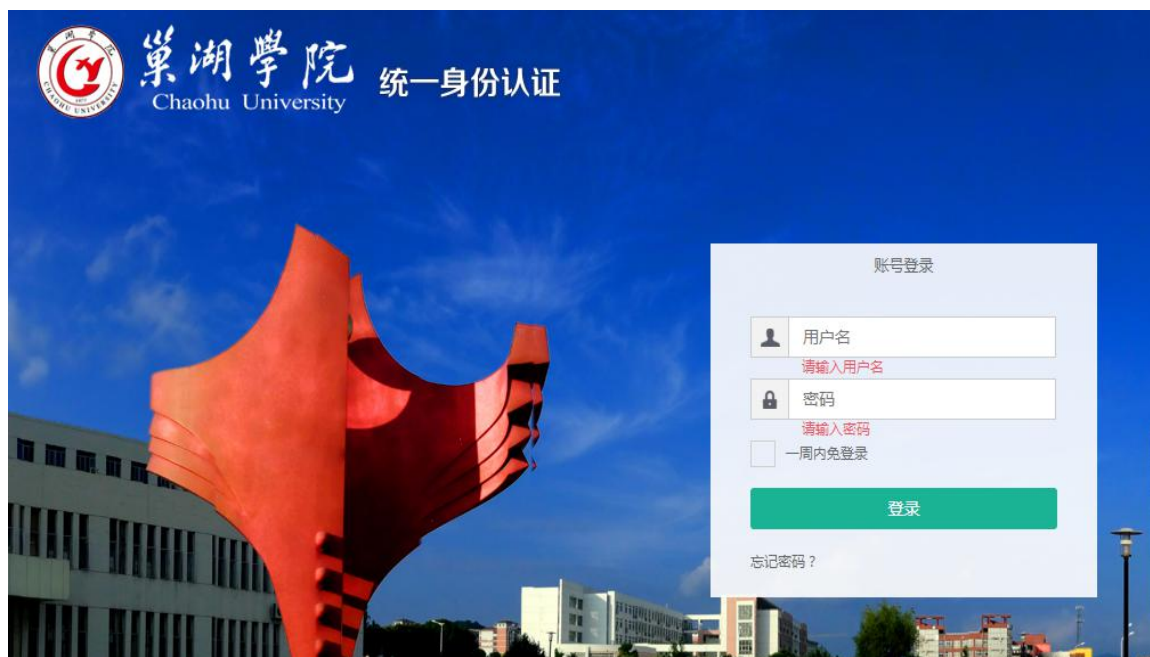 巢湖學院
Chaohu University
统一身份认证
账号登录
用户名
请输入用户名
密码
请输入密码
一周内免登录
登录
忘记密码？